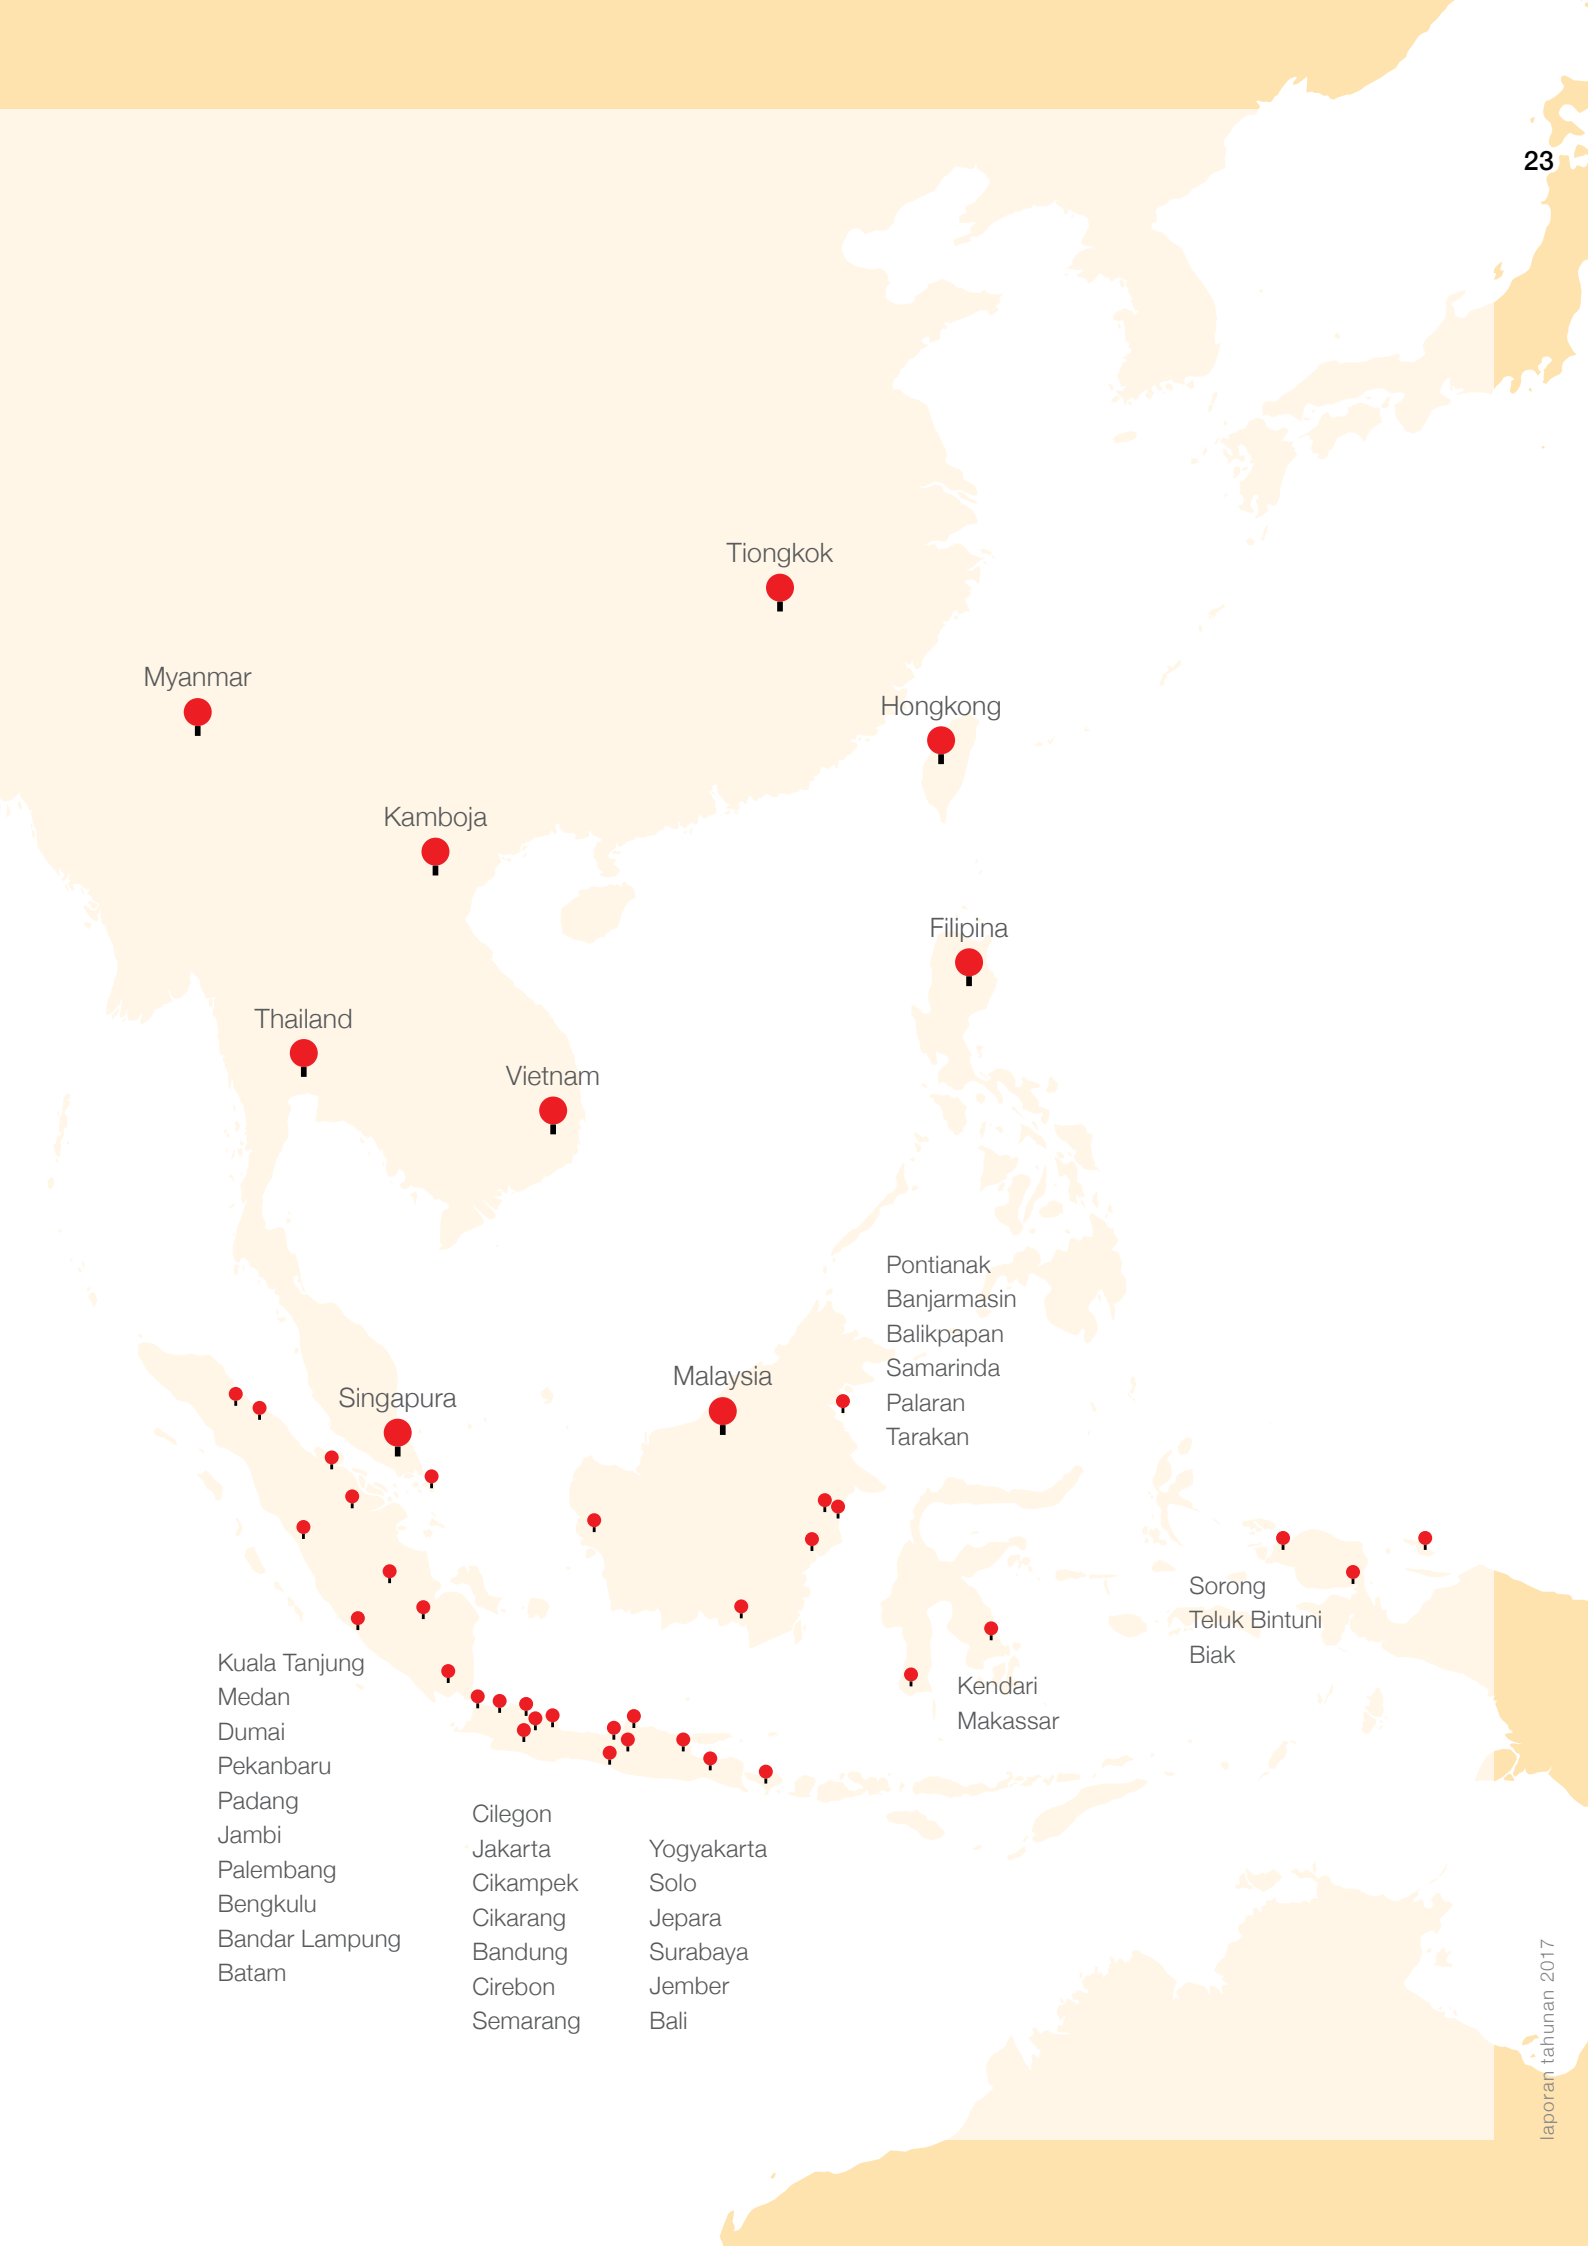 23
Tiongkok
Myanmar
Hongkong
Kamboja
Filipina
Thailand
Vietnam
Pontianak
Banjarmasin
Balikpapan
Samarinda
Palaran
Tarakan
Malaysia
Singapura
Sorong
Teluk Bintuni
Biak
Kendari
Makassar
Kuala Tanjung
Medan
Dumai
Pekanbaru
Padang
Jambi
Palembang
Bengkulu
Bandar Lampung
Batam
Cilegon
Jakarta
Cikampek
Cikarang
Bandung
Cirebon
Semarang
Yogyakarta
Solo
Jepara
Surabaya
Jember
Bali
laporan tahunan 2017